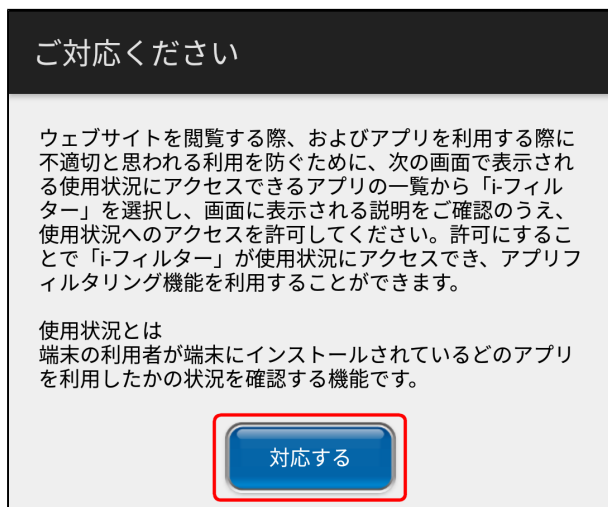 ご対応ください
ウェブサイトを閲覧する際、およびアプリを利用する際に
不適切と思われる利用を防ぐために、次の画面で表示され
る使用状況にアクセスできるアプリの一覧から「i-フィル
ター」を選択し、画面に表示される説明をご確認のうえ、
使用状況へのアクセスを許可してください。許可にするこ
とで「i-フィルター」が使用状況にアクセスでき、アプリフ
ィルタリング機能を利用することができます。
使用状況とは
端末の利用者が端末にインストールされているどのアプリ
を利用したかの状況を確認する機能です。
対応する